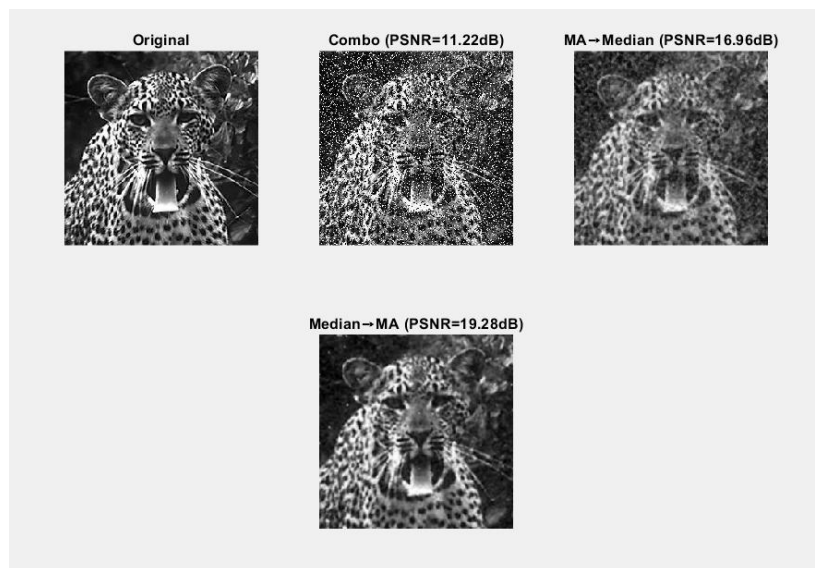 Original
Combo (PSNR=11.22dB)
MA→Median (PSNR=16.96dB)
Median→MA (PSNR=19.28dB)